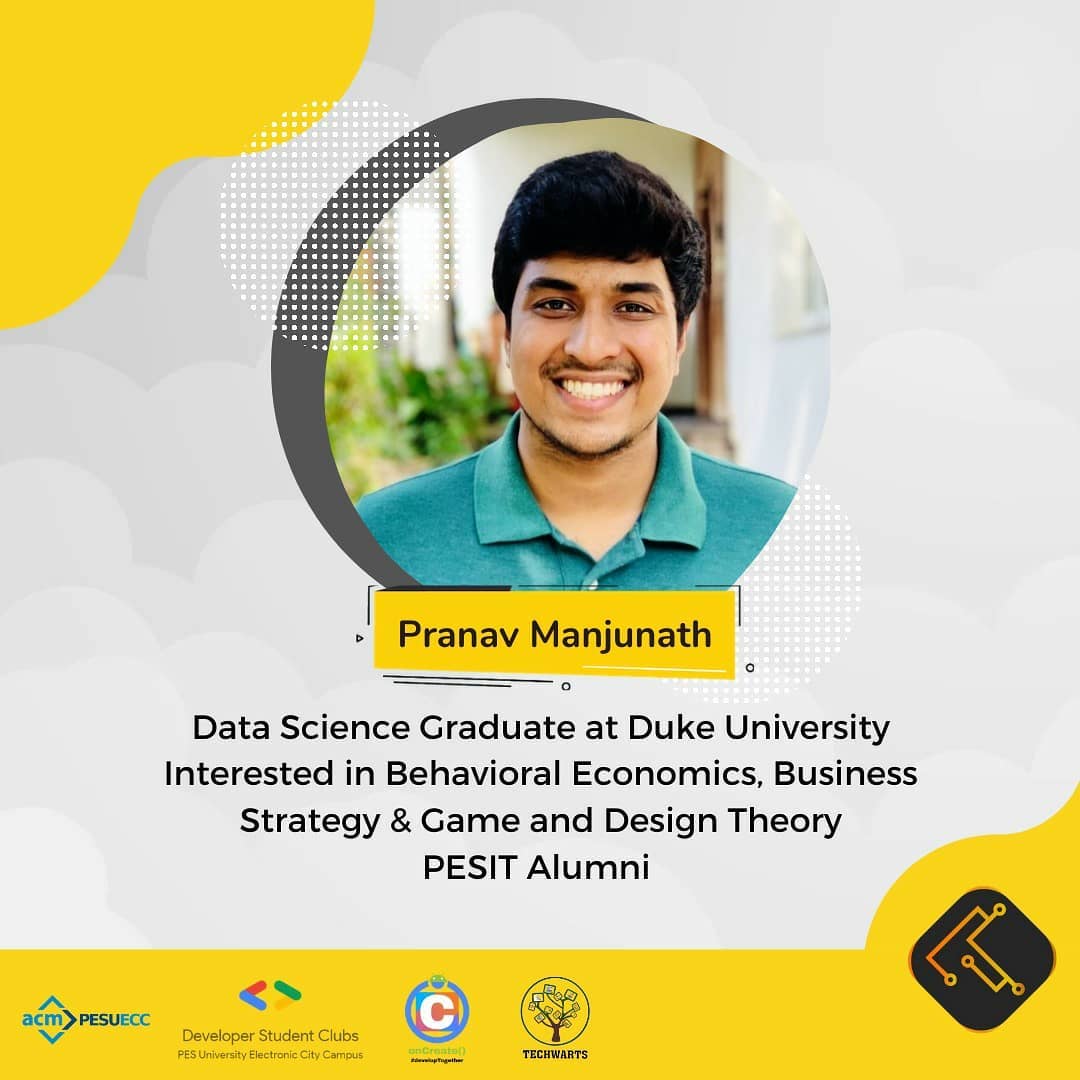 Pranav Manjunath
Data Science Graduate at Duke University
Interested in Behavioral Economics, Business
Strategy & Game and Design Theory
PESIT Alumni
acm PESUECC
Developer Student Clubs
PES University Electronic City Campus
C
onCreate()
#developTogether
TECHWARTS